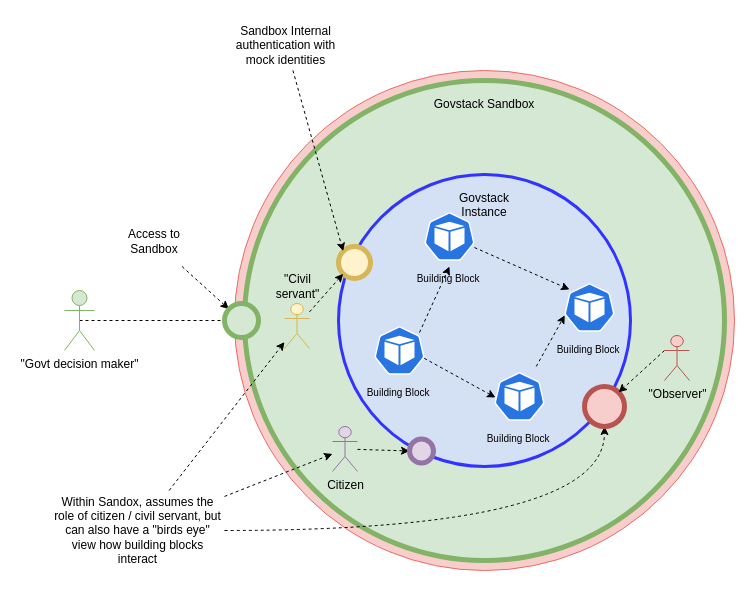 Sandbox Internal
authentication with
mock identities
Govstack Sandbox
Govstack
Instance
Access to
Sandbox
"Civil
servant"
Building Block
"Govt decision maker"
Building Block
"Observer"
Building Block
Building Block
Citizen
Within Sandox, assumes the
role of citizen / civil servant, but
can also have a "birds eye"
view how building blocks
interact